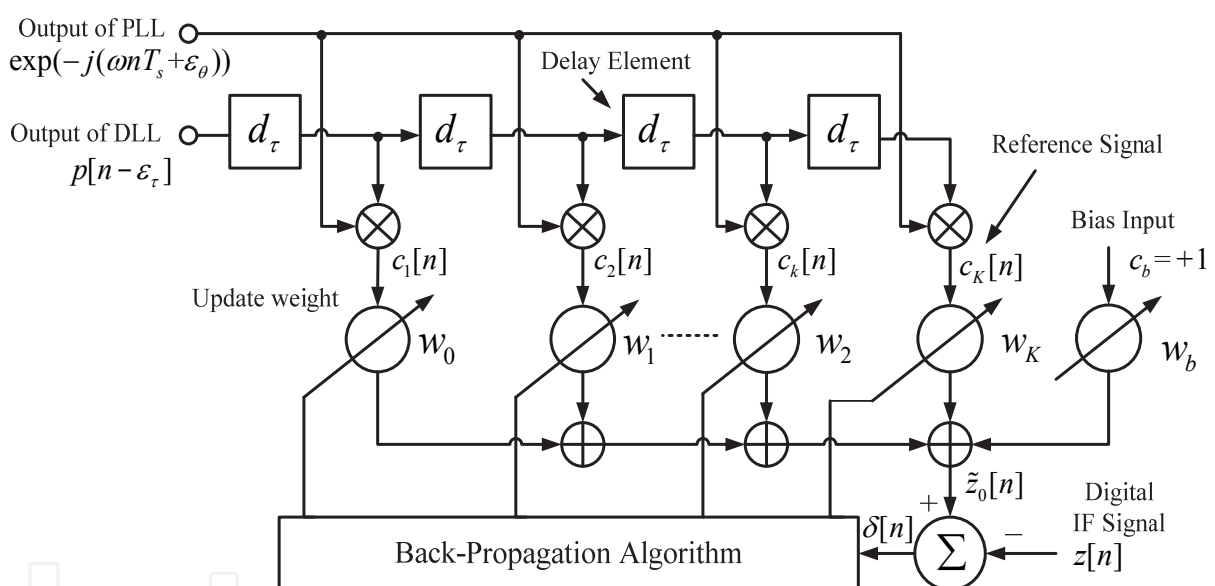 Output of PLL
exp(−j(ωnT_s+ε_θ))
Delay Element
Output of DLL
p[n−ε_τ]
d_τ
d_τ
d_τ
d_τ
Reference Signal
Bias Input
c_b=+1
c_1[n]
c_2[n]
c_k[n]
c_K[n]
Update weight
w_0
w_1
w_2
w_K
w_b
z̃_0[n]
Digital
IF Signal
z[n]
+
−
δ[n]
Σ
Back-Propagation Algorithm